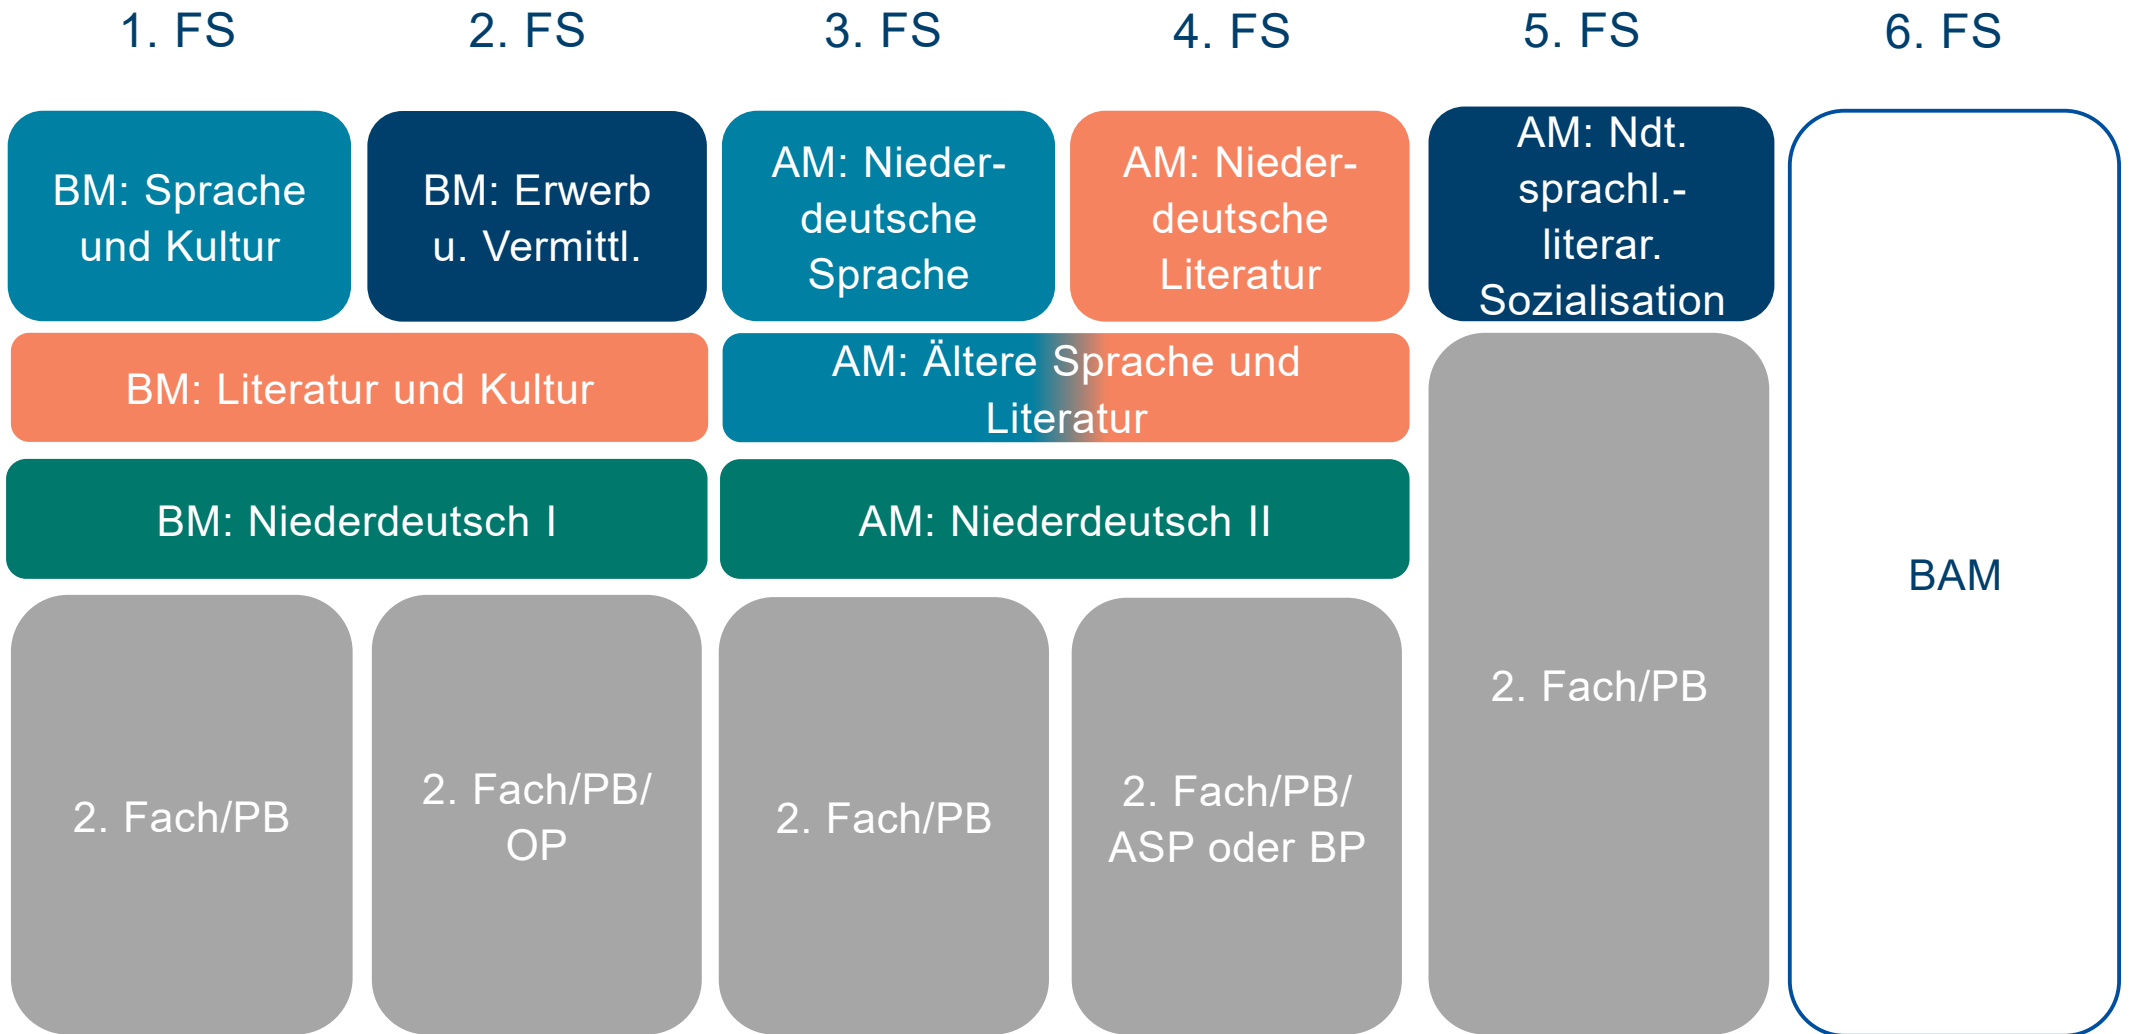 1. FS
2. FS
3. FS
4. FS
5. FS
6. FS
BM: Sprache
und Kultur
BM: Erwerb
u. Vermittl.
AM: Nieder-
deutsche
Sprache
AM: Nieder-
deutsche
Literatur
AM: Ndt.
sprachl.-
literar.
Sozialisation
BM: Literatur und Kultur
AM: Ältere Sprache und
Literatur
BM: Niederdeutsch I
AM: Niederdeutsch II
2. Fach/PB
2. Fach/PB/
OP
2. Fach/PB
2. Fach/PB/
ASP oder BP
2. Fach/PB
BAM